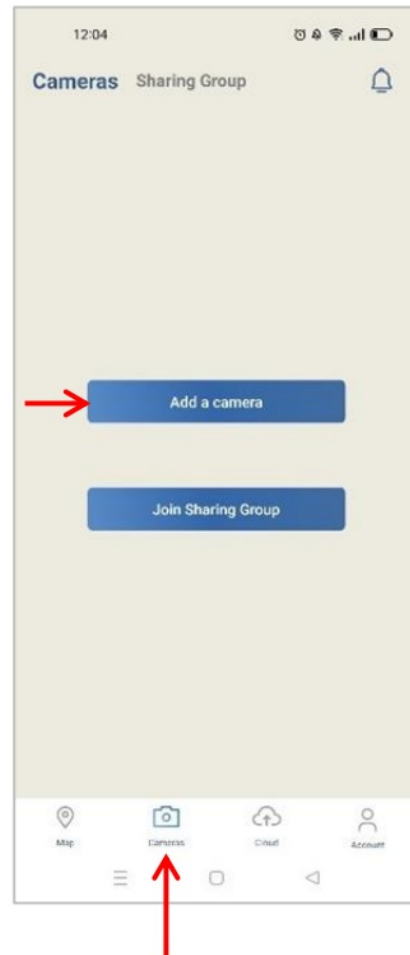 12:04
Cameras Sharing Group
Add a camera
Join Sharing Group
Map Cameras Cloud Account